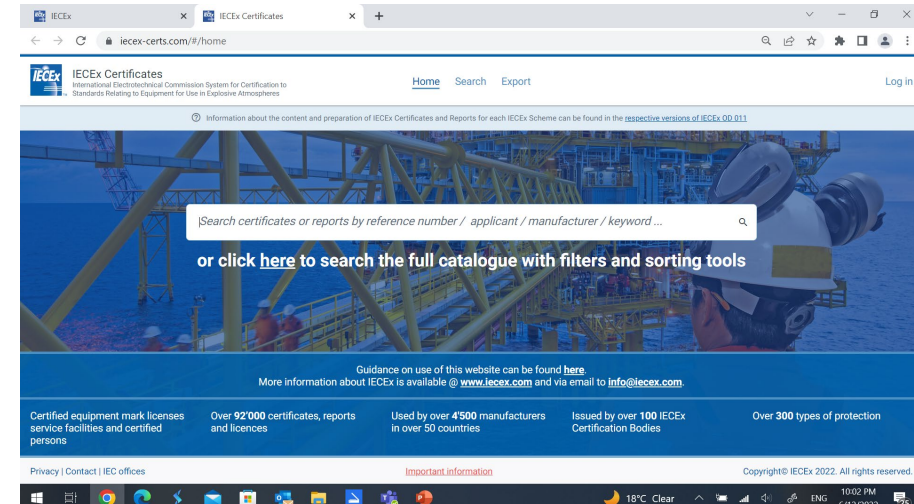 IECEx
IECEx Certificates
iecex-certs.com/#/home
IECEx
IECEx Certificates
International Electrotechnical Commission System for Certification to
Standards Relating to Equipment for Use in Explosive Atmospheres
Home Search Export
Log in
Information about the content and preparation of IECEx Certificates and Reports for each IECEx Scheme can be found in the respective versions of IECEx OD 011
Search certificates or reports by reference number / applicant / manufacturer / keyword ...
or click here to search the full catalogue with filters and sorting tools
Guidance on use of this website can be found here.
More information about IECEx is available @ www.iecex.com and via email to info@iecex.com.
Certified equipment mark licenses
service facilities and certified
persons
Over 92'000 certificates, reports
and licences
Used by over 4'500 manufacturers
in over 50 countries
Issued by over 100 IECEx
Certification Bodies
Over 300 types of protection
Privacy | Contact | IEC offices
Important information
Copyright© IECEx 2022. All rights reserved.
18°C Clear
ENG
10:02 PM